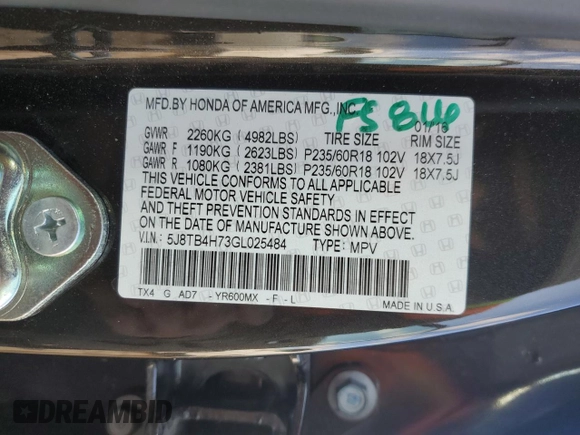 MFD.BY HONDA OF AMERICA MFG.,INC.
FS 844
01/16
GVWR 2260KG ( 4982LBS) TIRE SIZE RIM SIZE
GAWR F 1190KG ( 2623LBS) P235/60R18 102V 18X7.5J
GAWR R 1080KG ( 2381LBS) P235/60R18 102V 18X7.5J
THIS VEHICLE CONFORMS TO ALL APPLICABLE
FEDERAL MOTOR VEHICLE SAFETY
AND THEFT PREVENTION STANDARDS IN EFFECT
ON THE DATE OF MANUFACTURE SHOWN ABOVE.
V.I.N.: 5J8TB4H73GL025484 TYPE: MPV
TX4 G AD7 - YR600MX - F - L
MADE IN U.S.A.
DREAMBID